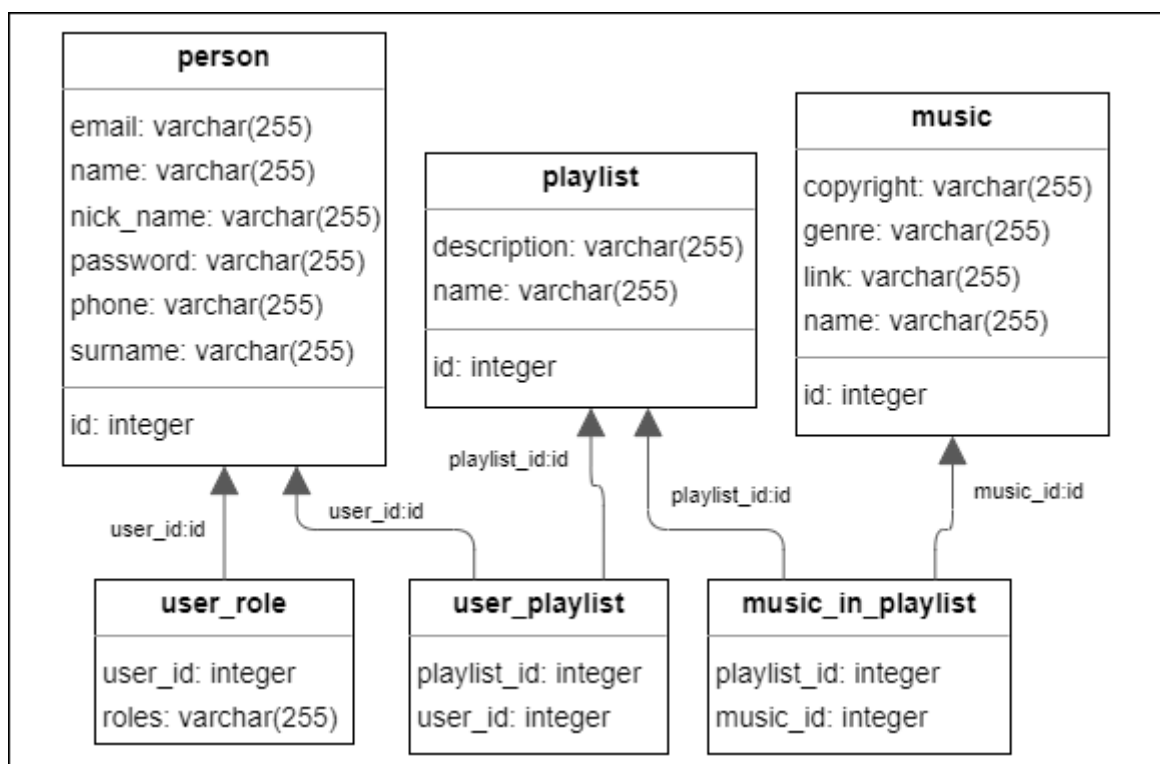 person
email: varchar(255)
name: varchar(255)
nick_name: varchar(255)
password: varchar(255)
phone: varchar(255)
surname: varchar(255)
id: integer
playlist
description: varchar(255)
name: varchar(255)
id: integer
music
copyright: varchar(255)
genre: varchar(255)
link: varchar(255)
name: varchar(255)
id: integer
user_id:id
user_id:id
playlist_id:id
playlist_id:id
music_id:id
user_role
user_id: integer
roles: varchar(255)
user_playlist
playlist_id: integer
user_id: integer
music_in_playlist
playlist_id: integer
music_id: integer